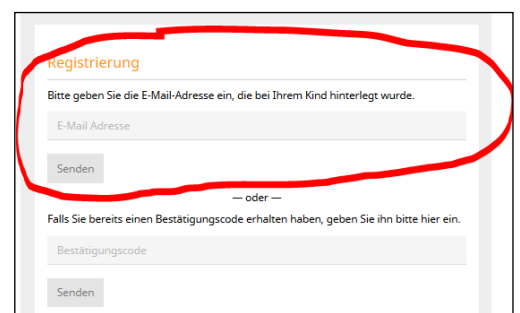 Registrierung
Bitte geben Sie die E-Mail-Adresse ein, die bei Ihrem Kind hinterlegt wurde.
E-Mail Adresse
Senden
— oder —
Falls Sie bereits einen Bestätigungscode erhalten haben, geben Sie ihn bitte hier ein.
Bestätigungscode
Senden